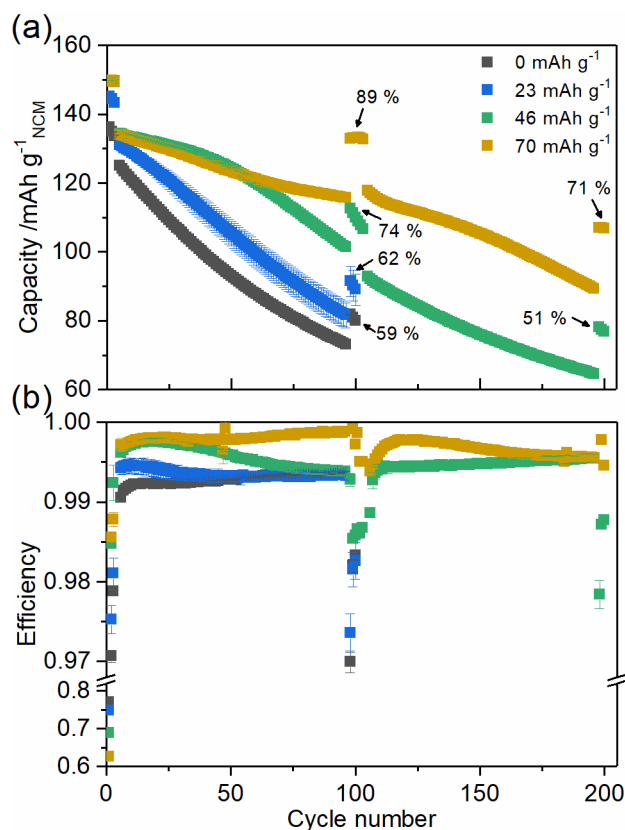 (a)
160
140
120
100
80
60
Capacity /mAh g⁻¹NCM
0 mAh g⁻¹
23 mAh g⁻¹
46 mAh g⁻¹
70 mAh g⁻¹
89 %
71 %
74 %
62 %
59 %
51 %
(b)
1.00
0.99
0.98
0.97
0.8
0.7
0.6
Efficiency
0
50
100
150
200
Cycle number